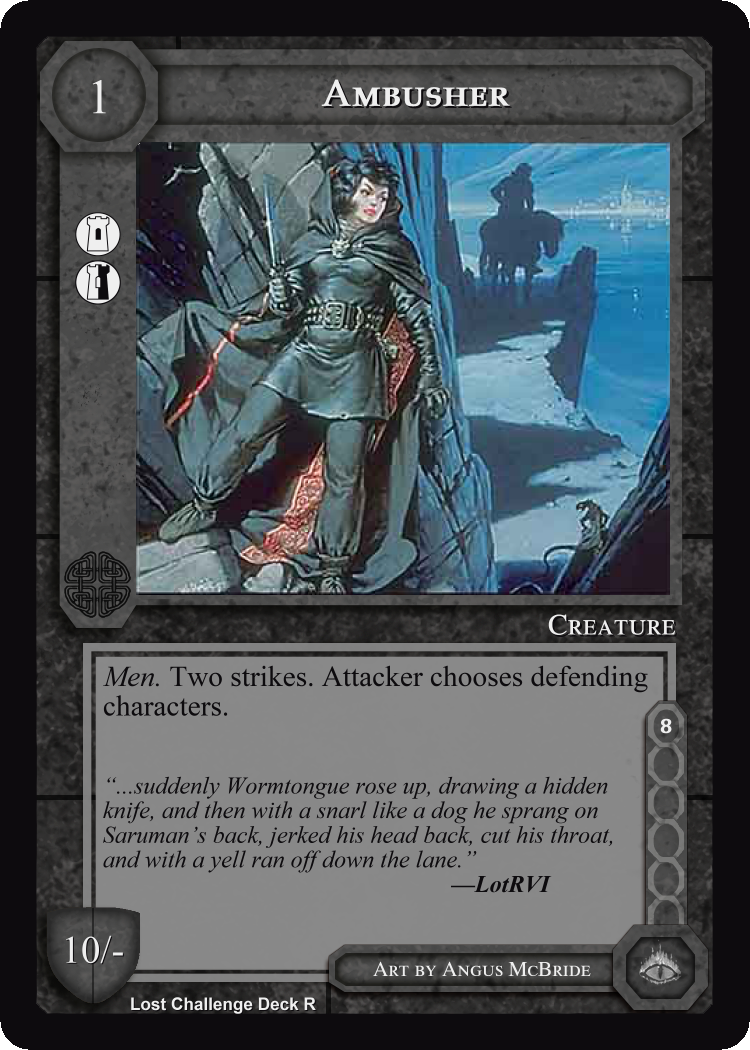 1
AMBUSHER
CREATURE
Men. Two strikes. Attacker chooses defending
characters.
8
“...suddenly Wormtongue rose up, drawing a hidden
knife, and then with a snarl like a dog he sprang on
Saruman’s back, jerked his head back, cut his throat,
and with a yell ran off down the lane.”
—LotRVI
10/-
ART BY ANGUS MCBRIDE
Lost Challenge Deck R